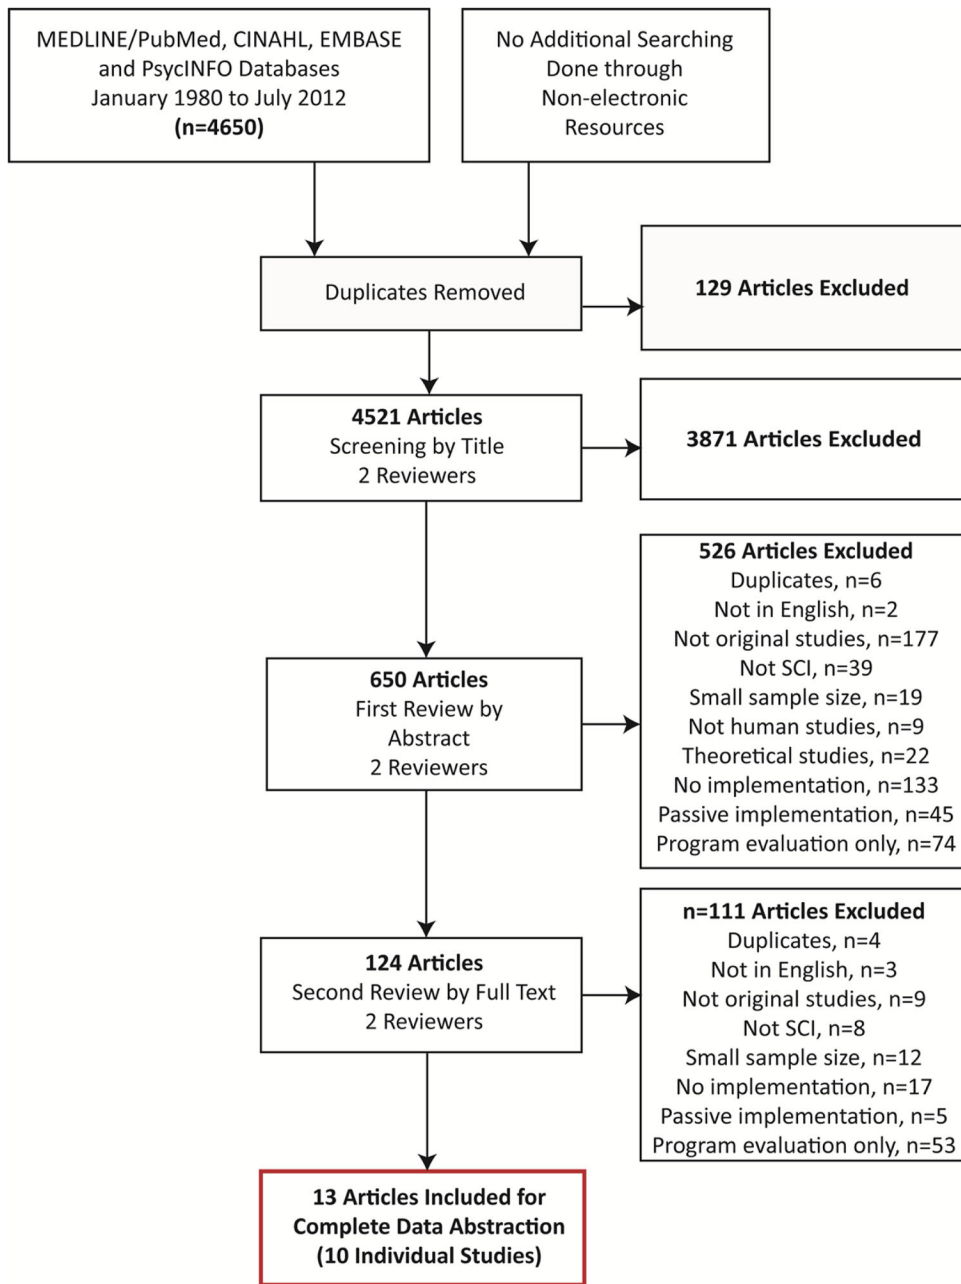 MEDLINE/PubMed, CINAHL, EMBASE
and PsycINFO Databases
January 1980 to July 2012
(n=4650)
No Additional Searching
Done through
Non-electronic
Resources
Duplicates Removed
129 Articles Excluded
4521 Articles
Screening by Title
2 Reviewers
3871 Articles Excluded
650 Articles
First Review by
Abstract
2 Reviewers
526 Articles Excluded
Duplicates, n=6
Not in English, n=2
Not original studies, n=177
Not SCI, n=39
Small sample size, n=19
Not human studies, n=9
Theoretical studies, n=22
No implementation, n=133
Passive implementation, n=45
Program evaluation only, n=74
124 Articles
Second Review by Full Text
2 Reviewers
n=111 Articles Excluded
Duplicates, n=4
Not in English, n=3
Not original studies, n=9
Not SCI, n=8
Small sample size, n=12
No implementation, n=17
Passive implementation, n=5
Program evaluation only, n=53
13 Articles Included for
Complete Data Abstraction
(10 Individual Studies)